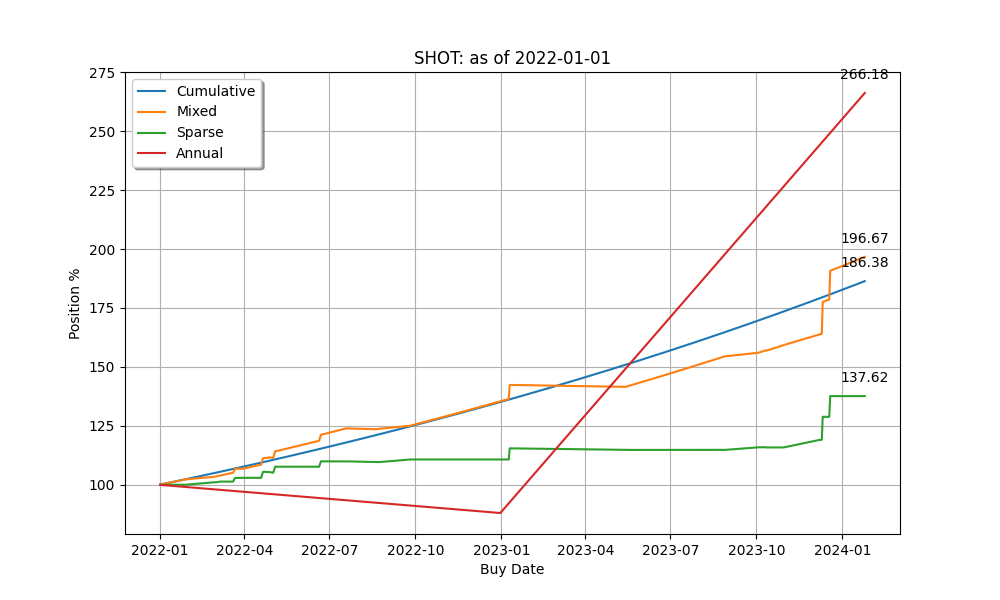 SHOT: as of 2022-01-01
Cumulative
Mixed
Sparse
Annual
266.18
196.67
186.38
137.62
275
250
225
200
175
150
125
100
Position %
2022-01 2022-04 2022-07 2022-10 2023-01 2023-04 2023-07 2023-10 2024-01
Buy Date